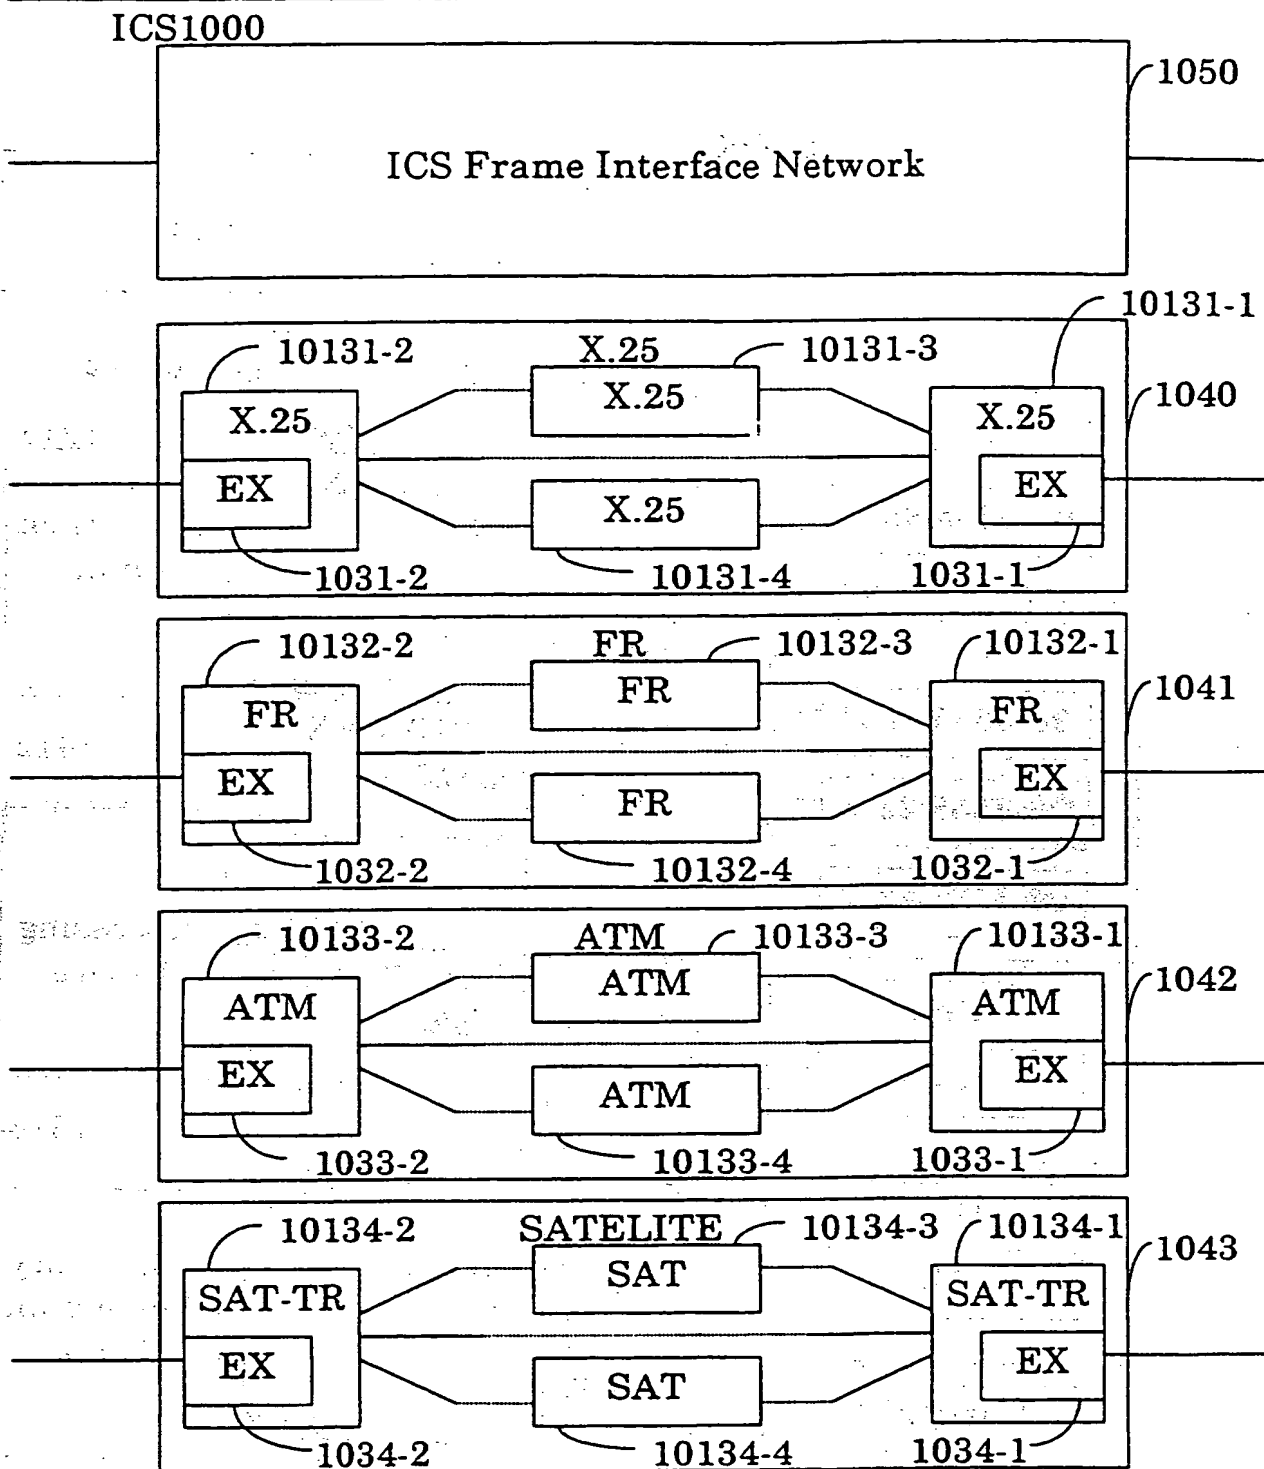 ICS1000
1050
ICS Frame Interface Network
10131-1
10131-2
X.25
10131-3
X.25
X.25
X.25
1040
EX
X.25
EX
1031-2
10131-4
1031-1
10132-2
FR
10132-3
10132-1
FR
FR
FR
1041
EX
FR
EX
1032-2
10132-4
1032-1
10133-2
ATM
10133-3
10133-1
ATM
ATM
ATM
1042
EX
ATM
EX
1033-2
10133-4
1033-1
10134-2
SATELITE
10134-3
10134-1
1043
SAT-TR
SAT
SAT-TR
EX
SAT
EX
1034-2
10134-4
1034-1